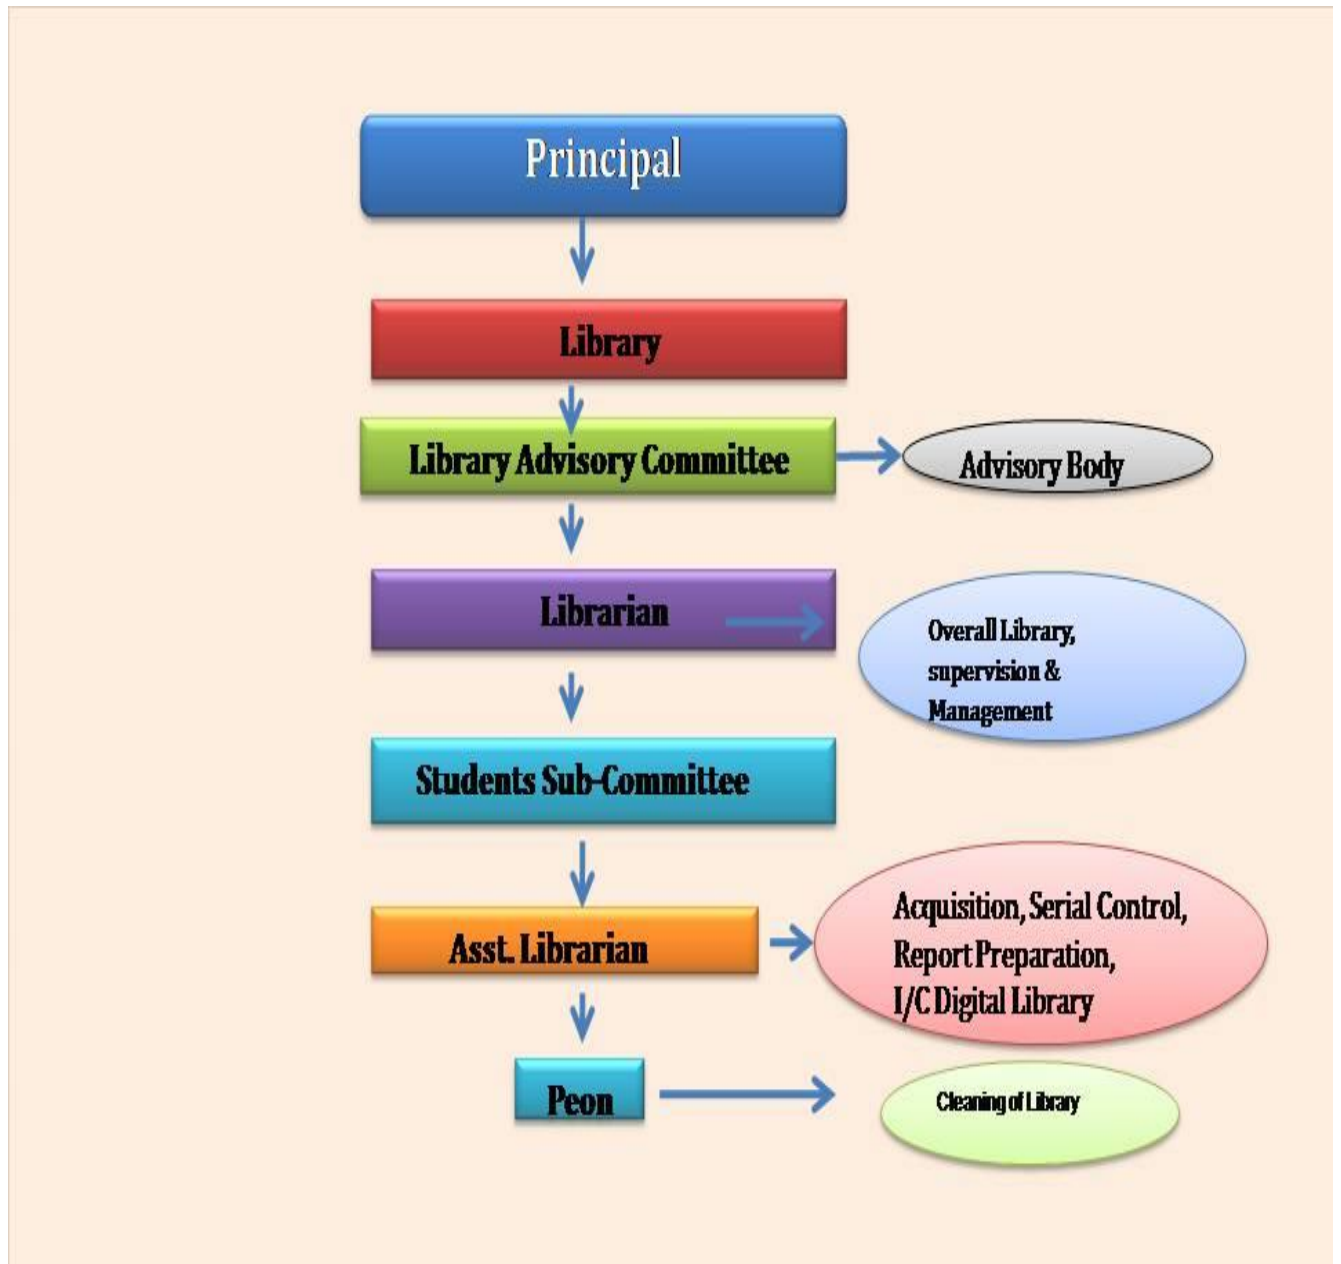 Principal
Library
Library Advisory Committee
Advisory Body
Librarian
Overall Library,
supervision &
Management
Students Sub-Committee
Asst. Librarian
Acquisition, Serial Control,
Report Preparation,
I/C Digital Library
Peon
Cleaning of Library